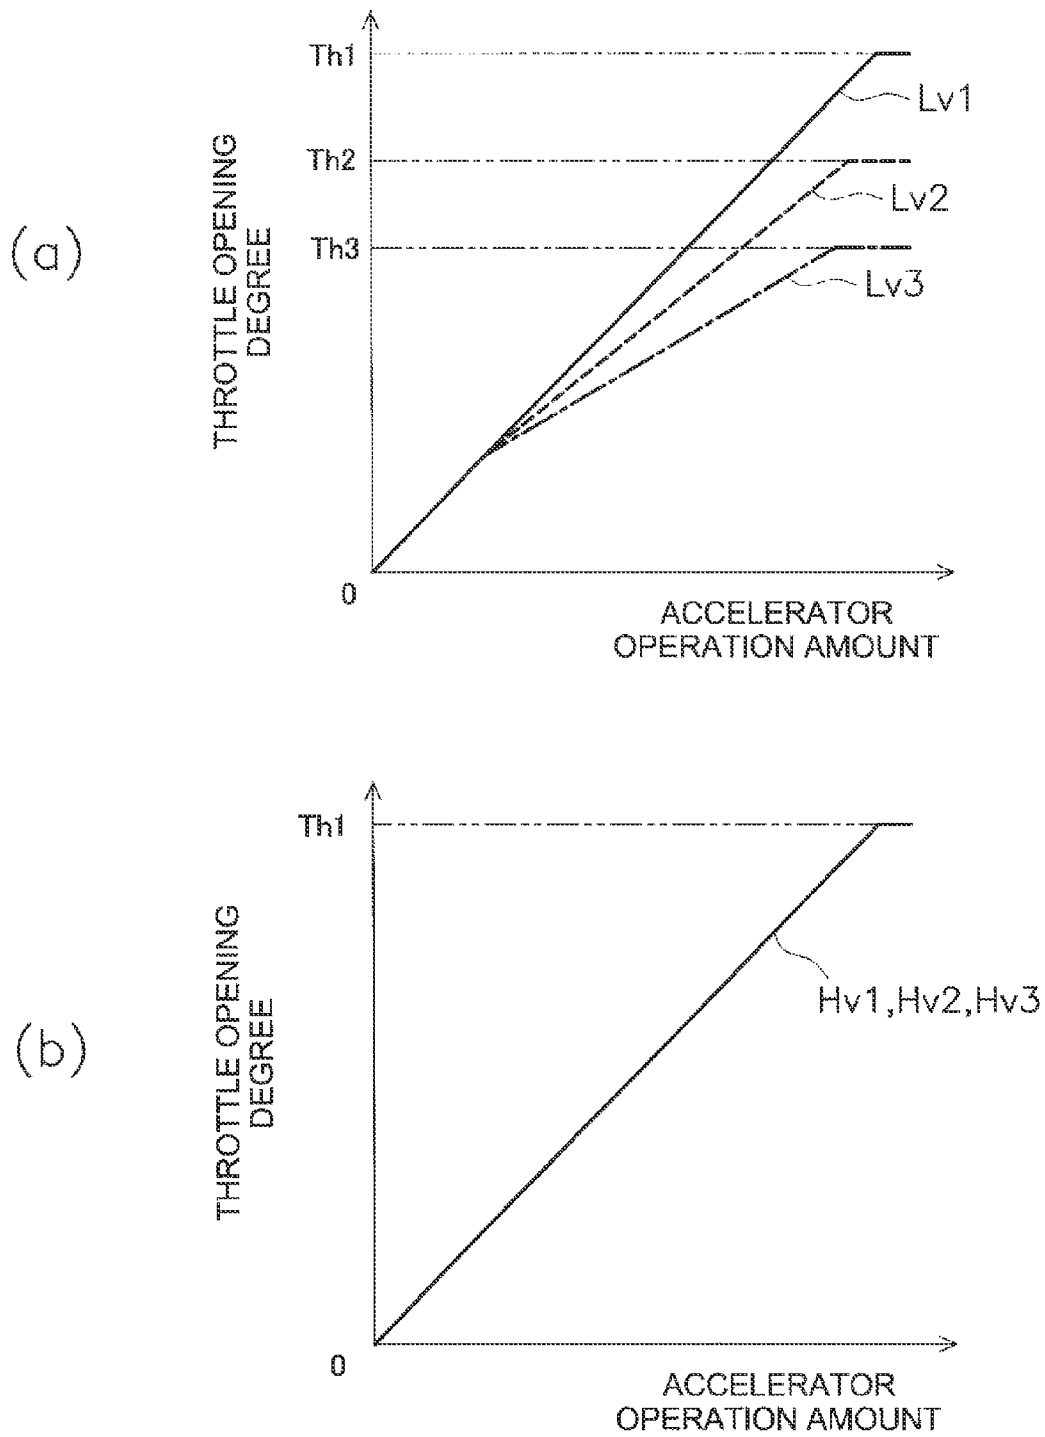 (a)
THROTTLE OPENING
DEGREE
Th1
Th2
Th3
0
Lv1
Lv2
Lv3
ACCELERATOR
OPERATION AMOUNT
(b)
THROTTLE OPENING
DEGREE
Th1
0
Hv1,Hv2,Hv3
ACCELERATOR
OPERATION AMOUNT